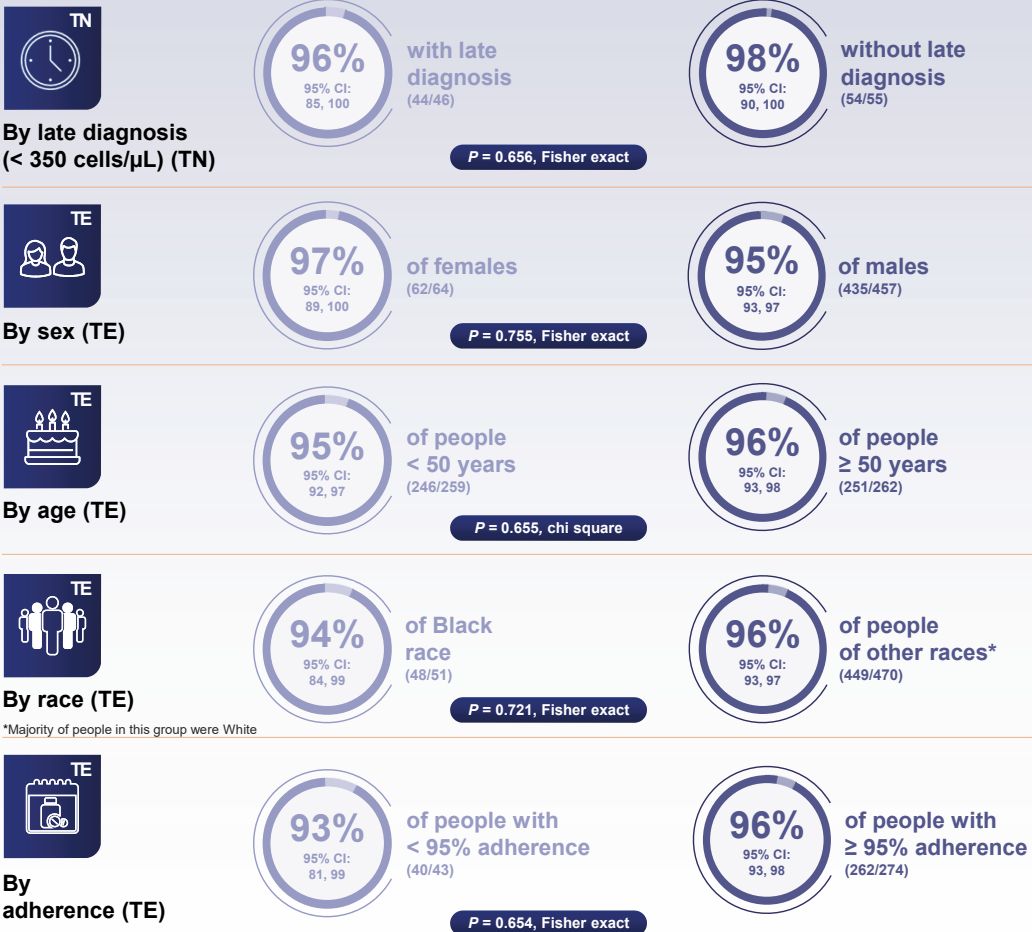 TN
By late diagnosis
(< 350 cells/µL) (TN)
96%
95% CI:
85, 100
with late
diagnosis
(44/46)
98%
95% CI:
90, 100
without late
diagnosis
(54/55)
P = 0.656, Fisher exact
TE
By sex (TE)
97%
95% CI:
89, 100
of females
(62/64)
95%
95% CI:
93, 97
of males
(435/457)
P = 0.755, Fisher exact
TE
By age (TE)
95%
95% CI:
92, 97
of people
< 50 years
(246/259)
96%
95% CI:
93, 98
of people
≥ 50 years
(251/262)
P = 0.655, chi square
TE
By race (TE)
*Majority of people in this group were White
94%
95% CI:
84, 99
of Black
race
(48/51)
96%
95% CI:
93, 97
of people
of other races*
(449/470)
P = 0.721, Fisher exact
TE
By
adherence (TE)
93%
95% CI:
81, 99
of people with
< 95% adherence
(40/43)
96%
95% CI:
93, 98
of people with
≥ 95% adherence
(262/274)
P = 0.654, Fisher exact